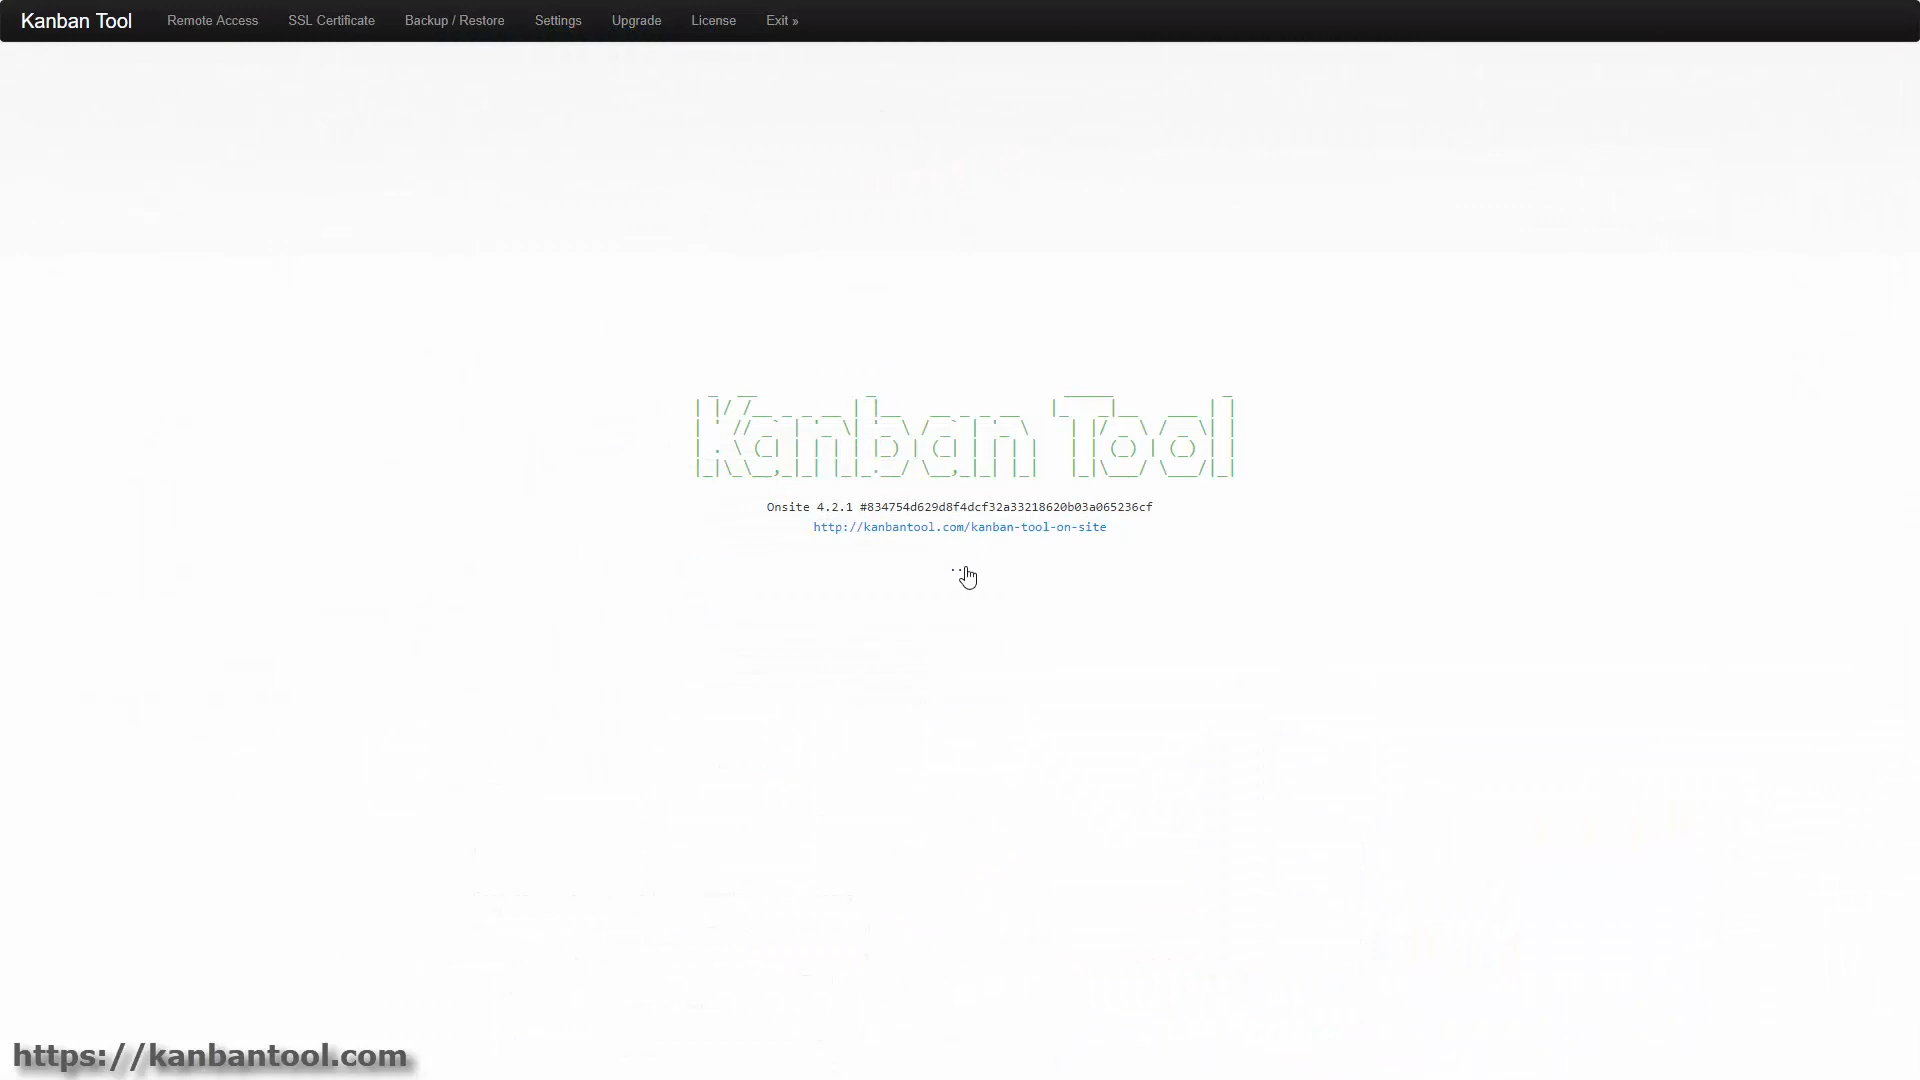 Kanban Tool Remote Access SSL Certificate Backup / Restore Settings Upgrade License Exit »
Kanban Tool
Onsite 4.2.1 #834754d629d8f4dcf32a33218620b03a065236cf
http://kanbantool.com/kanban-tool-on-site
..
https://kanbantool.com